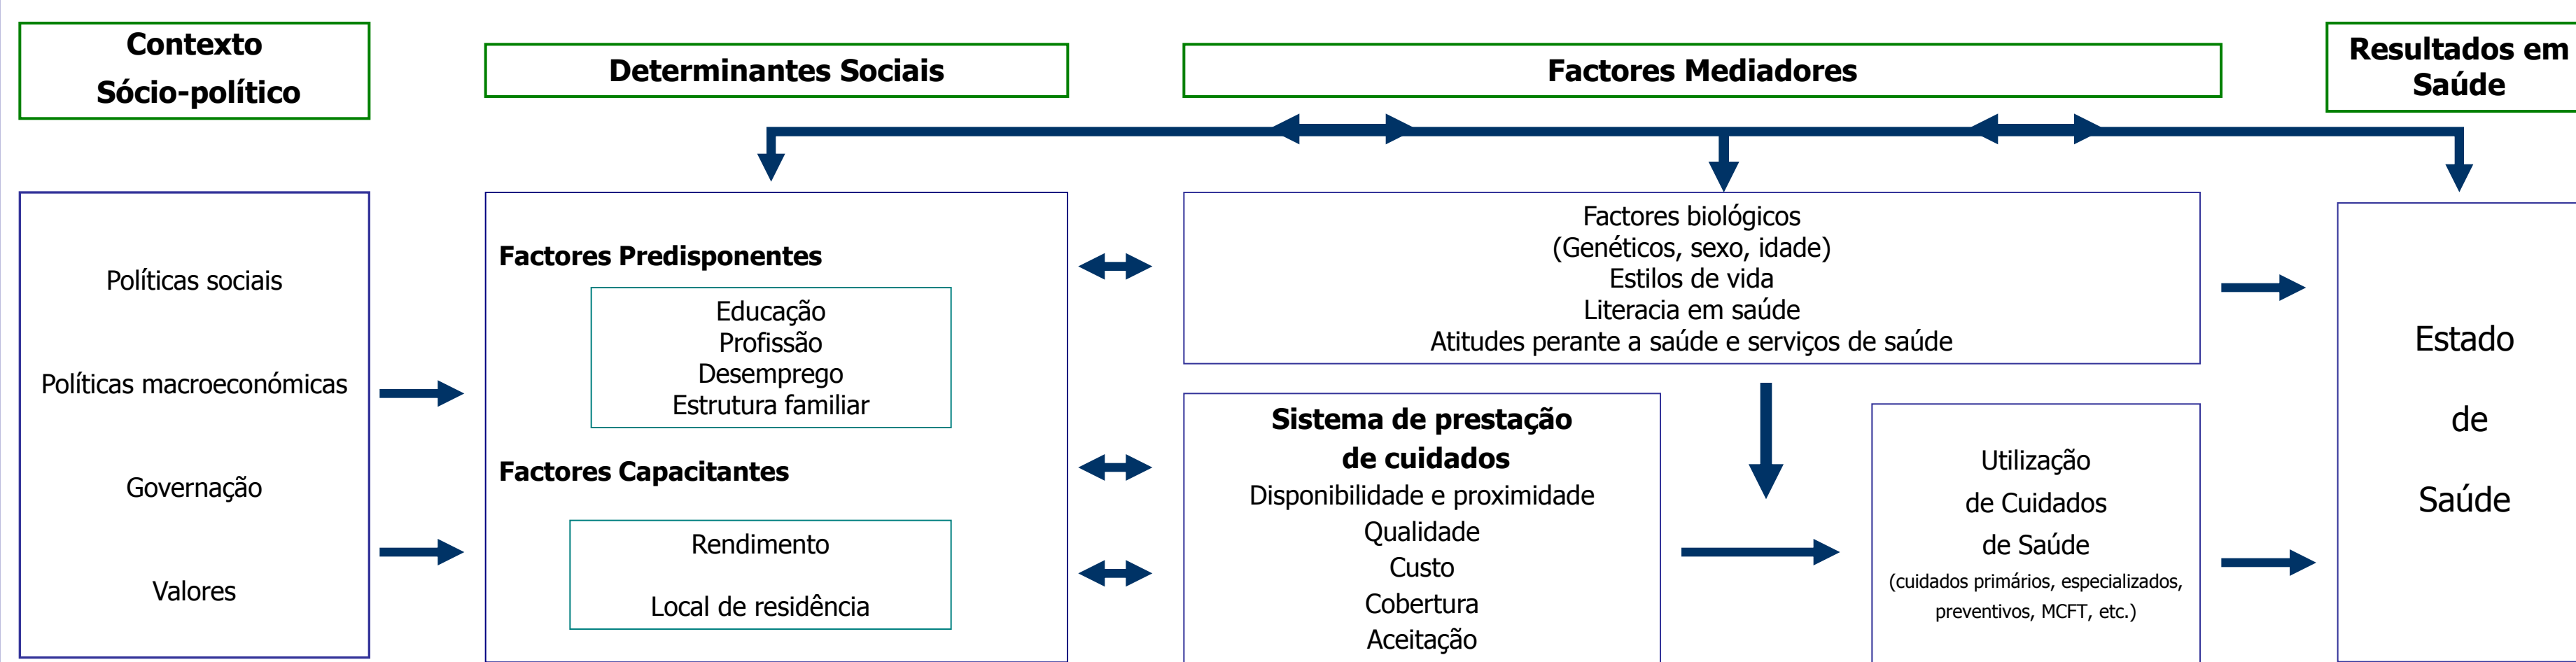 Contexto
Sócio-político
Determinantes Sociais
Factores Mediadores
Resultados em
Saúde
Políticas sociais
Políticas macroeconómicas
Governação
Valores
Factores Predisponentes
Educação
Profissão
Desemprego
Estrutura familiar
Factores Capacitantes
Rendimento
Local de residência
Factores biológicos
(Genéticos, sexo, idade)
Estilos de vida
Literacia em saúde
Atitudes perante a saúde e serviços de saúde
Sistema de prestação
de cuidados
Disponibilidade e proximidade
Qualidade
Custo
Cobertura
Aceitação
Utilização
de Cuidados
de Saúde
(cuidados primários, especializados,
preventivos, MCFT, etc.)
Estado
de
Saúde